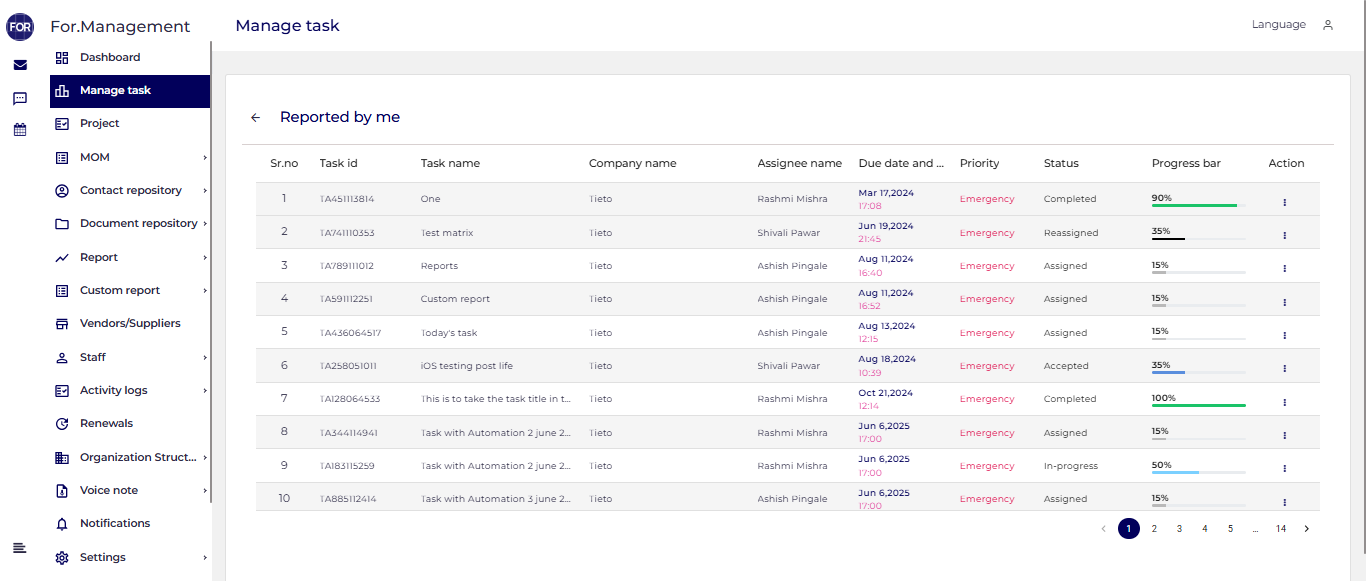 FOR For.Management
Manage task
Language
Dashboard
Manage task
Project
MOM
Contact repository
Document repository
Report
Custom report
Vendors/Suppliers
Staff
Activity logs
Renewals
Organization Struct...
Voice note
Notifications
Settings
Reported by me
Sr.no Task id Task name Company name Assignee name Due date and ... Priority Status Progress bar Action
1 TA451113814 One Tieto Rashmi Mishra Mar 17,2024 17:08 Emergency Completed 90%
2 TA741110353 Test matrix Tieto Shivali Pawar Jun 19,2024 21:45 Emergency Reassigned 35%
3 TA789111012 Reports Tieto Ashish Pingale Aug 11,2024 16:40 Emergency Assigned 15%
4 TA591112251 Custom report Tieto Ashish Pingale Aug 11,2024 16:52 Emergency Assigned 15%
5 TA436064517 Today's task Tieto Ashish Pingale Aug 13,2024 12:15 Emergency Assigned 15%
6 TA258051011 iOS testing post life Tieto Shivali Pawar Aug 18,2024 10:39 Emergency Accepted 35%
7 TA128064533 This is to take the task title in t... Tieto Rashmi Mishra Oct 21,2024 12:14 Emergency Completed 100%
8 TA344114941 Task with Automation 2 june 2... Tieto Rashmi Mishra Jun 6,2025 17:00 Emergency Assigned 15%
9 TA183115259 Task with Automation 2 june 2... Tieto Rashmi Mishra Jun 6,2025 17:00 Emergency In-progress 50%
10 TA885112414 Task with Automation 3 june 2... Tieto Ashish Pingale Jun 6,2025 17:00 Emergency Assigned 15%
1 2 3 4 5 ... 14